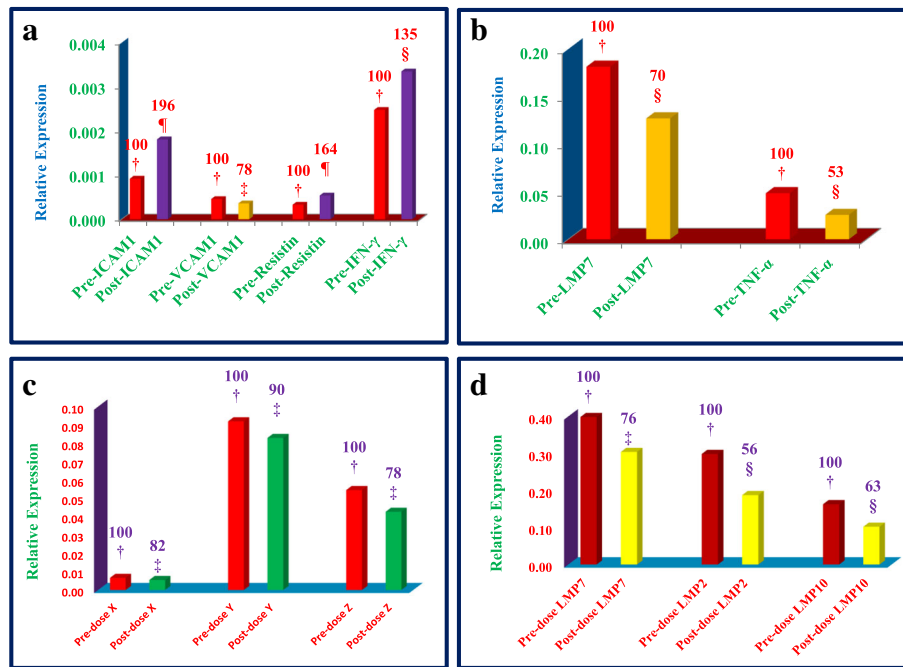 a
Relative Expression
0.004
0.003
0.002
0.001
0.000
100
†
196
¶
100
†
78
‡
100
†
164
¶
100
†
135
§
Pre-ICAM1
Post-ICAM1
Pre-VCAM1
Post-VCAM1
Pre-Resistin
Post-Resistin
Pre-IFN-γ
Post-IFN-γ
b
Relative Expression
0.20
0.15
0.10
0.05
0.00
100
†
70
§
100
†
53
§
Pre-LMP7
Post-LMP7
Pre-TNF-α
Post-TNF-α
c
Relative Expression
0.10
0.09
0.08
0.07
0.06
0.05
0.04
0.03
0.02
0.01
0.00
100
†
82
‡
100
†
90
‡
100
†
78
‡
Pre-dose X
Post-dose X
Pre-dose Y
Post-dose Y
Pre-dose Z
Post-dose Z
d
Relative Expression
0.40
0.30
0.20
0.10
0.00
100
†
76
‡
100
†
56
§
100
†
63
§
Pre-dose LMP7
Post-dose LMP7
Pre-dose LMP2
Post-dose LMP2
Pre-dose LMP10
Post-dose LMP10